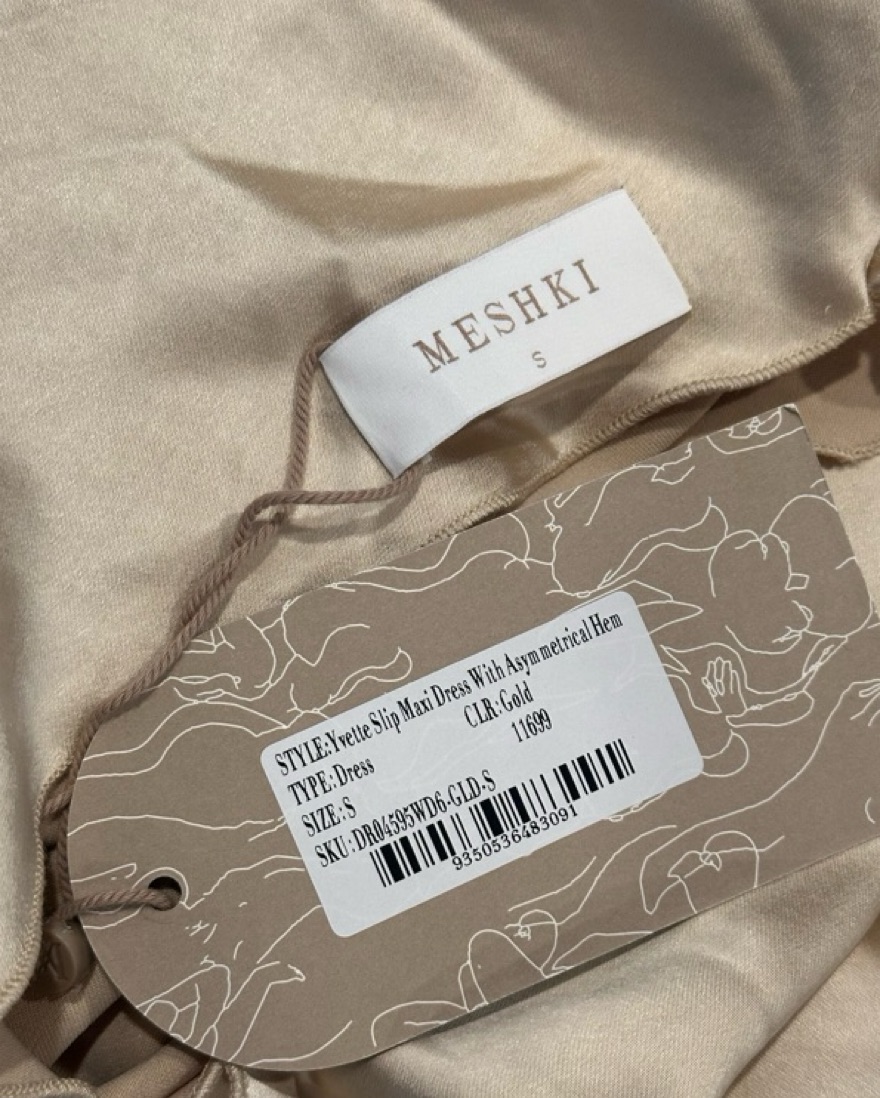 MESHKI
S
STYLE:Yvette Slip Maxi Dress With Asymmetrical Hem
TYPE:Dress CLR:Gold
SIZE:S 11699
SKU:DR04595WD6-GLD-S
9350536483091